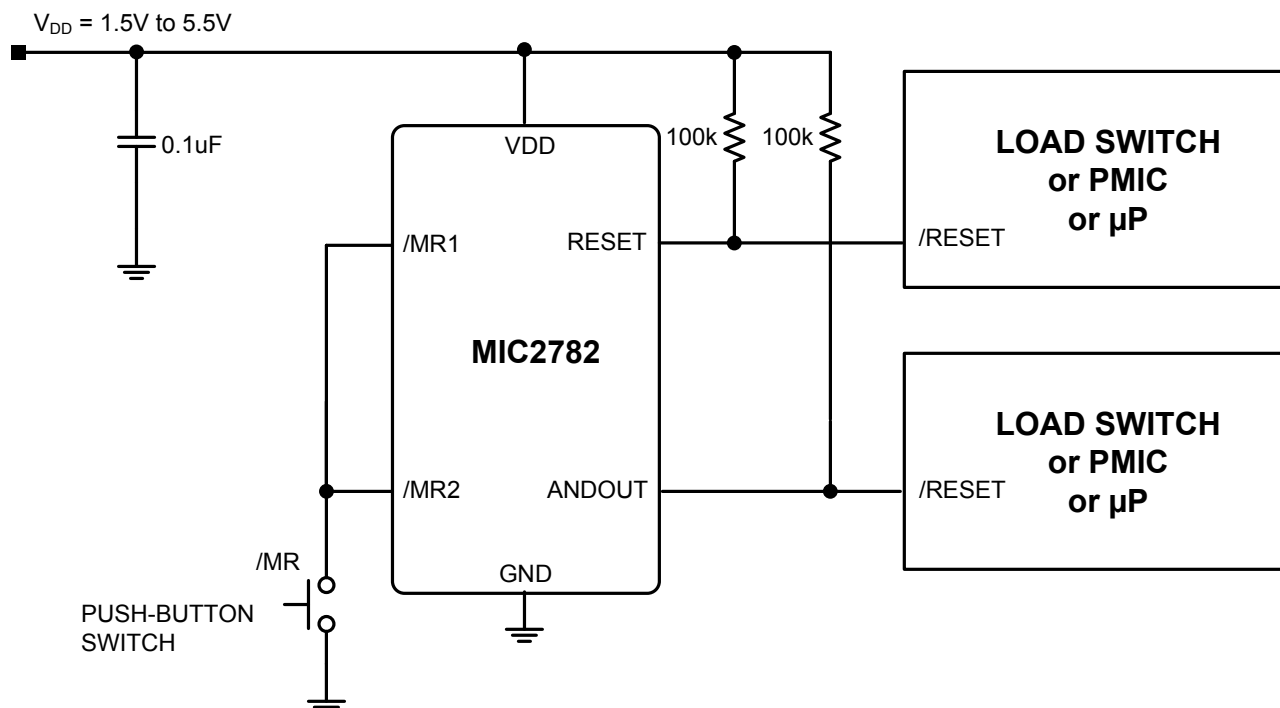 VDD = 1.5V to 5.5V
0.1uF
100k
100k
VDD
/MR1
RESET
MIC2782
/MR2
ANDOUT
GND
/MR
PUSH-BUTTON
SWITCH
LOAD SWITCH
or PMIC
or µP
/RESET
LOAD SWITCH
or PMIC
or µP
/RESET